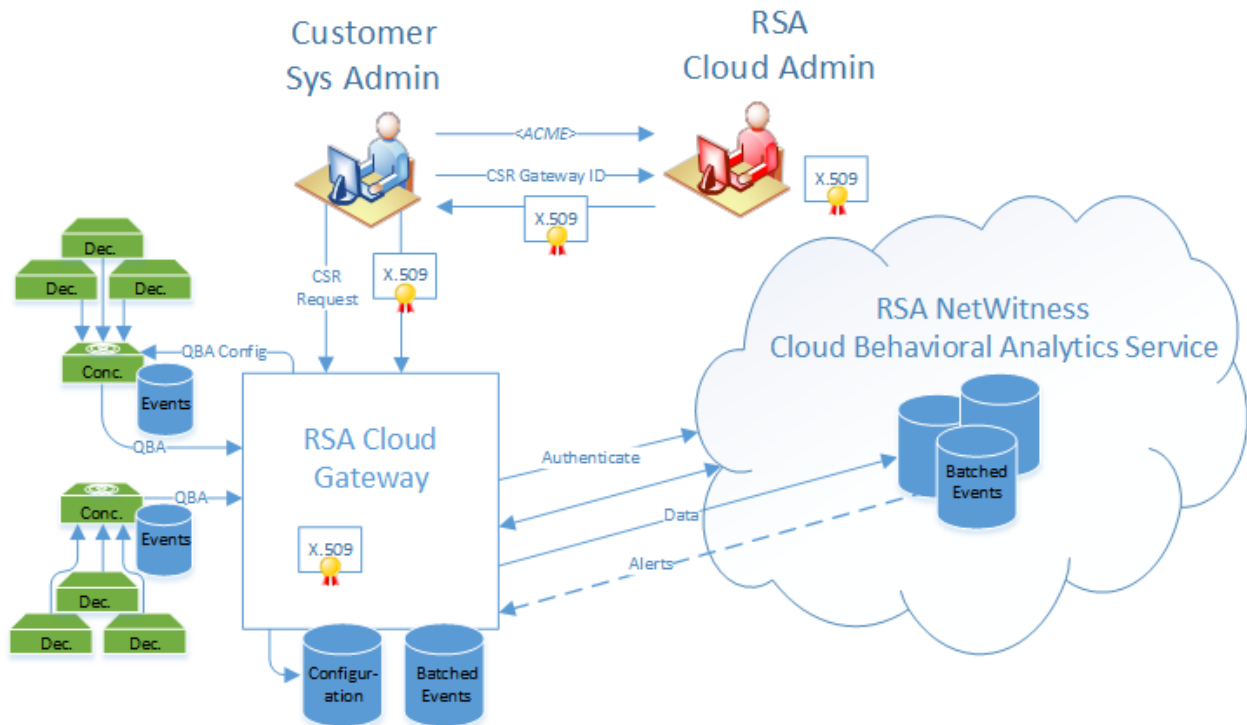 Customer
Sys Admin
RSA
Cloud Admin
<ACME>
CSR Gateway ID
X.509
X.509
X.509
CSR
Request
Dec.
Dec.
Dec.
QBA Config
Conc.
Events
QBA
RSA Cloud
Gateway
X.509
RSA NetWitness
Cloud Behavioral Analytics Service
Authenticate
Data
Alerts
Batched
Events
QBA
Conc.
Events
Dec.
Dec.
Dec.
Configur-
ation
Batched
Events